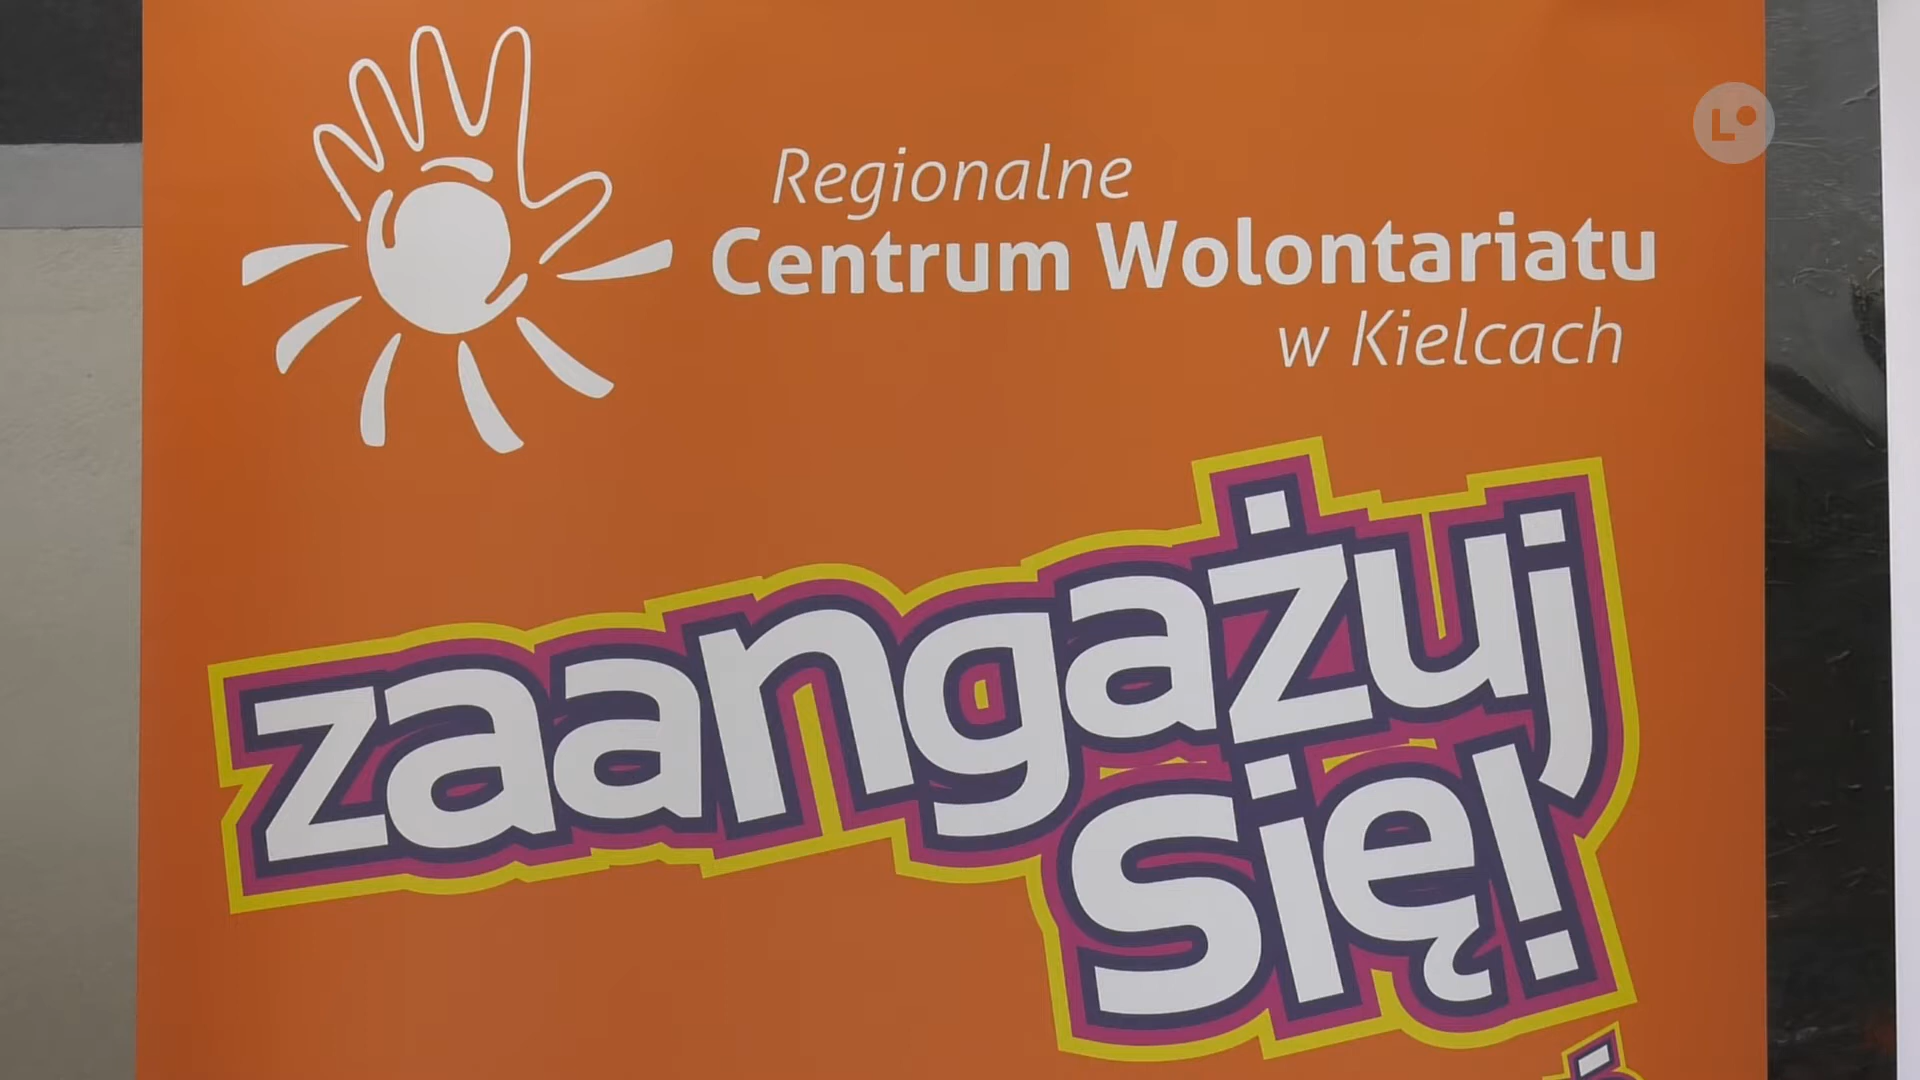 Regionalne
Centrum Wolontariatu
w Kielcach
zaangażuj
się!